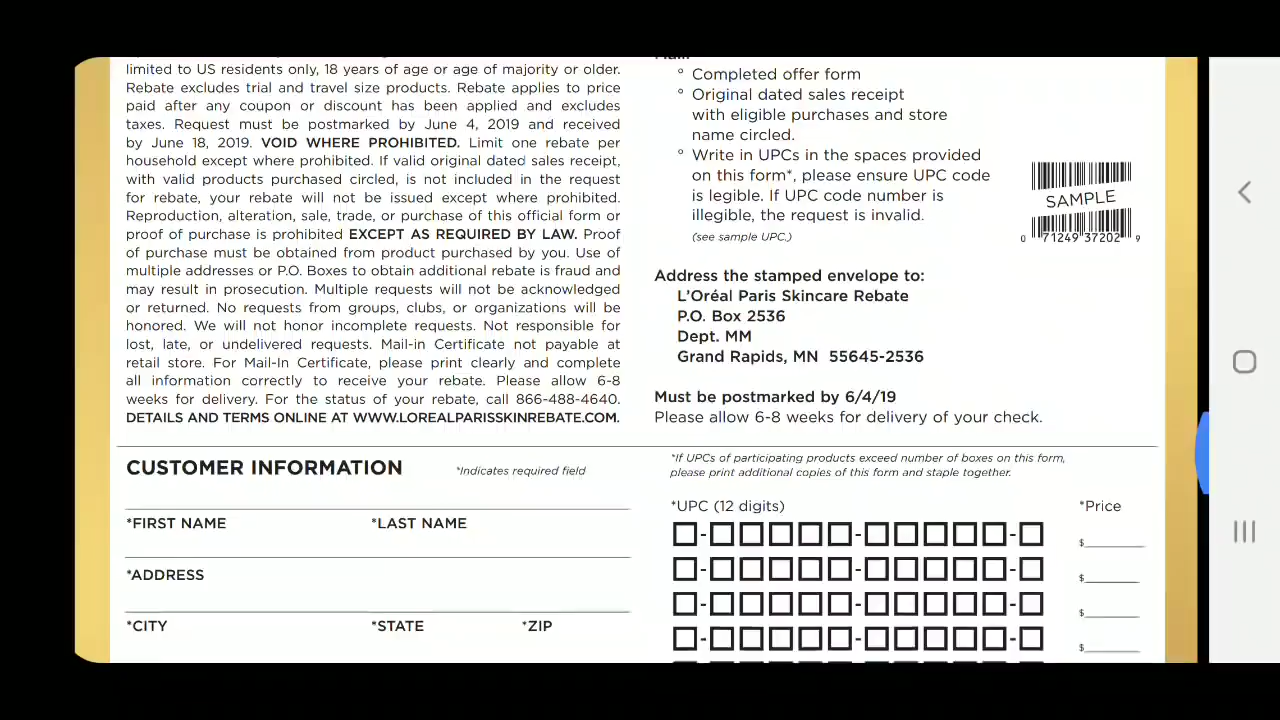 limited to US residents only, 18 years of age or age of majority or older.
Rebate excludes trial and travel size products. Rebate applies to price
paid after any coupon or discount has been applied and excludes
taxes. Request must be postmarked by June 4, 2019 and received
by June 18, 2019. VOID WHERE PROHIBITED. Limit one rebate per
household except where prohibited. If valid original dated sales receipt,
with valid products purchased circled, is not included in the request
for rebate, your rebate will not be issued except where prohibited.
Reproduction, alteration, sale, trade, or purchase of this official form or
proof of purchase is prohibited EXCEPT AS REQUIRED BY LAW. Proof
of purchase must be obtained from product purchased by you. Use of
multiple addresses or P.O. Boxes to obtain additional rebate is fraud and
may result in prosecution. Multiple requests will not be acknowledged
or returned. No requests from groups, clubs, or organizations will be
honored. We will not honor incomplete requests. Not responsible for
lost, late, or undelivered requests. Mail-in Certificate not payable at
retail store. For Mail-In Certificate, please print clearly and complete
all information correctly to receive your rebate. Please allow 6-8
weeks for delivery. For the status of your rebate, call 866-488-4640.
DETAILS AND TERMS ONLINE AT WWW.LOREALPARISSKINREBATE.COM.
° Completed offer form
° Original dated sales receipt
with eligible purchases and store
name circled.
° Write in UPCs in the spaces provided
on this form*, please ensure UPC code
is legible. If UPC code number is
illegible, the request is invalid.
(see sample UPC,)
SAMPLE
0 71249 37202 9
Address the stamped envelope to:
L'Oréal Paris Skincare Rebate
P.O. Box 2536
Dept. MM
Grand Rapids, MN 55645-2536
Must be postmarked by 6/4/19
Please allow 6-8 weeks for delivery of your check.
CUSTOMER INFORMATION *Indicates required field
*FIRST NAME *LAST NAME
*ADDRESS
*CITY *STATE *ZIP
*If UPCs of participating products exceed number of boxes on this form,
please print additional copies of this form and staple together.
*UPC (12 digits) *Price
$
$
$
$